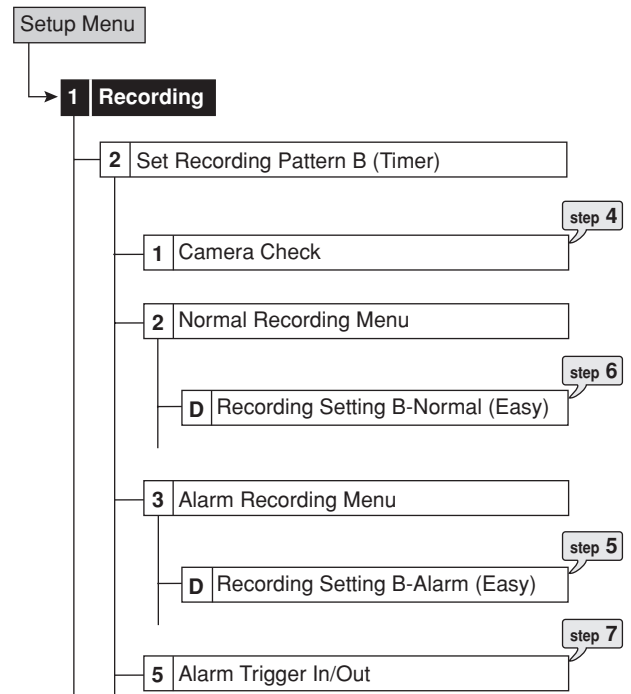 Setup Menu
1 Recording
2 Set Recording Pattern B (Timer)
step 4
1 Camera Check
2 Normal Recording Menu
step 6
D Recording Setting B-Normal (Easy)
3 Alarm Recording Menu
step 5
D Recording Setting B-Alarm (Easy)
step 7
5 Alarm Trigger In/Out